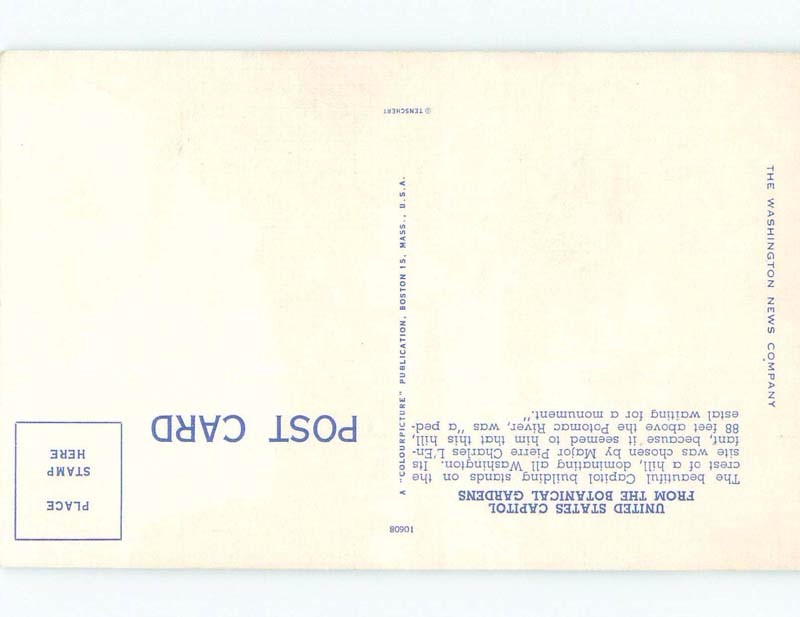 10608
UNITED STATES CAPITOL
FROM THE BOTANICAL GARDENS
The beautiful Capitol building stands on the
crest of a hill, dominating all Washington. Its
site was chosen by Major Pierre Charles L'En-
fant, because it seemed to him that this hill,
88 feet above the Potomac River, was "a ped-
estal waiting for a monument."
POST CARD
PLACE
STAMP
HERE
A "COLOURPICTURE" PUBLICATION, BOSTON 15, MASS., U.S.A.
THE WASHINGTON NEWS COMPANY
© TENSCHERT